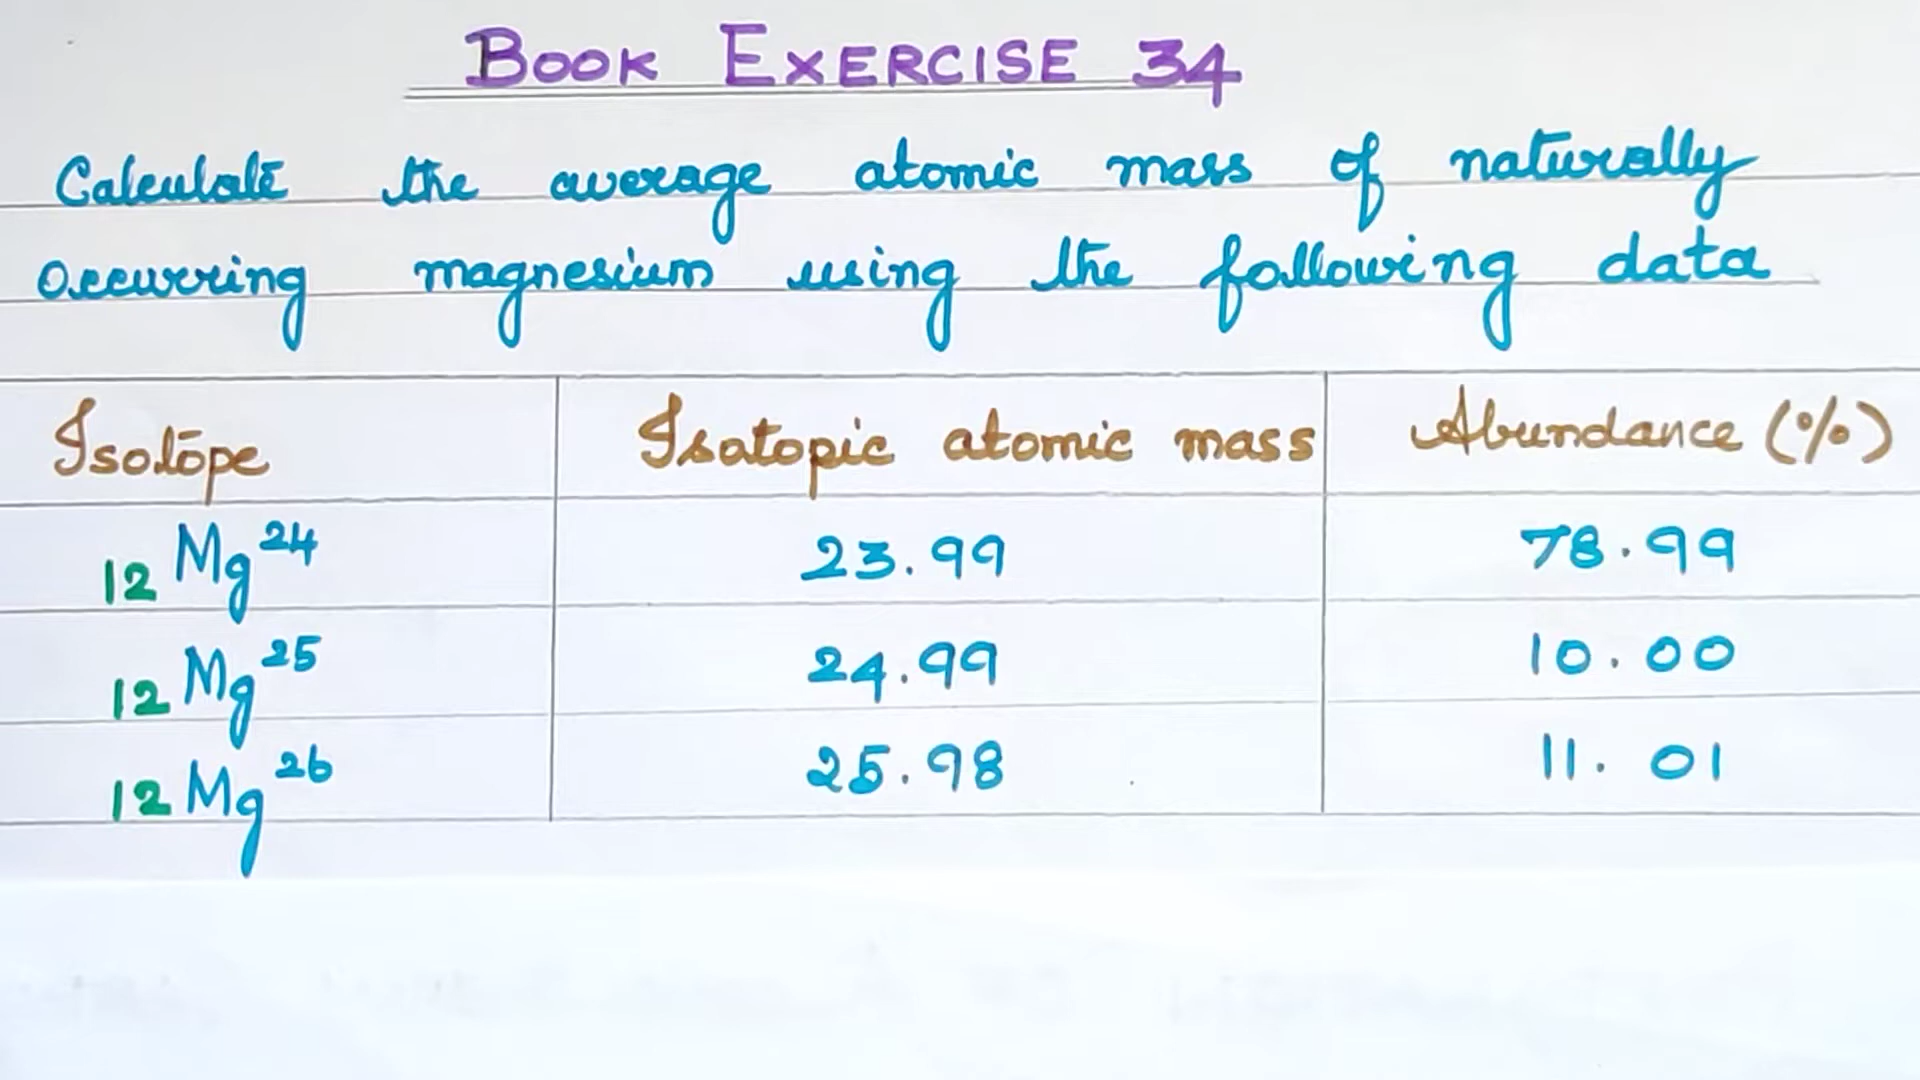 BOOK EXERCISE 34
Calculate the average atomic mass of naturally
occurring magnesium using the following data
Isotope Isotopic atomic mass Abundance (%)
12Mg24 23.99 78.99
12Mg25 24.99 10.00
12Mg26 25.98 11.01